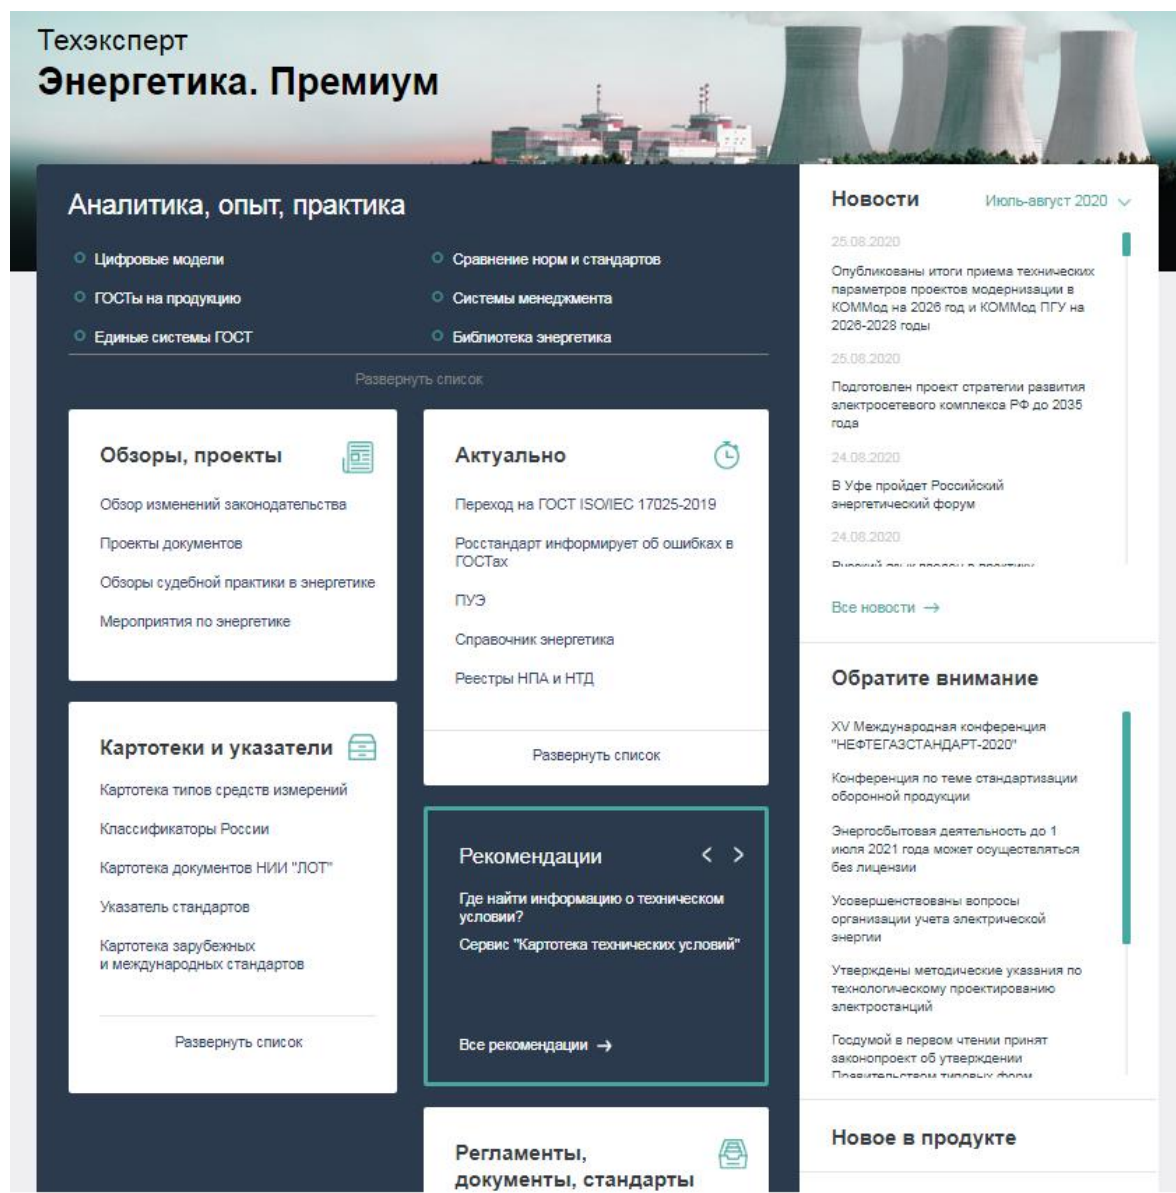 Техэксперт
Энергетика. Премиум
Аналитика, опыт, практика
Цифровые модели
ГОСТы на продукцию
Единые системы ГОСТ
Сравнение норм и стандартов
Системы менеджмента
Библиотека энергетика
Развернуть список
Обзоры, проекты
Обзор изменений законодательства
Проекты документов
Обзоры судебной практики в энергетике
Мероприятия по энергетике
Картотеки и указатели
Картотека типов средств измерений
Классификаторы России
Картотека документов НИИ "ЛОТ"
Указатель стандартов
Картотека зарубежных
и международных стандартов
Развернуть список
Актуально
Переход на ГОСТ ISO/IEC 17025-2019
Росстандарт информирует об ошибках в
ГОСТах
ПУЭ
Справочник энергетика
Реестры НПА и НТД
Развернуть список
Рекомендации
Где найти информацию о техническом
условии?
Сервис "Картотека технических условий"
Все рекомендации →
Регламенты,
документы, стандарты
Новости
Июль-август 2020
25.08.2020
Опубликованы итоги приема технических
параметров проектов модернизации в
КОММод на 2026 год и КОММод ПГУ на
2026-2028 годы
25.08.2020
Подготовлен проект стратегии развития
электросетевого комплекса РФ до 2035
года
24.08.2020
В Уфе пройдет Российский
энергетический форум
24.08.2020
Все новости →
Обратите внимание
XV Международная конференция
"НЕФТЕГАЗСТАНДАРТ-2020"
Конференция по теме стандартизации
оборонной продукции
Энергосбытовая деятельность до 1
июля 2021 года может осуществляться
без лицензии
Усовершенствованы вопросы
организации учета электрической
энергии
Утверждены методические указания по
технологическому проектированию
электростанций
Госдумой в первом чтении принят
законопроект об утверждении
Правительством типовых форм
Новое в продукте